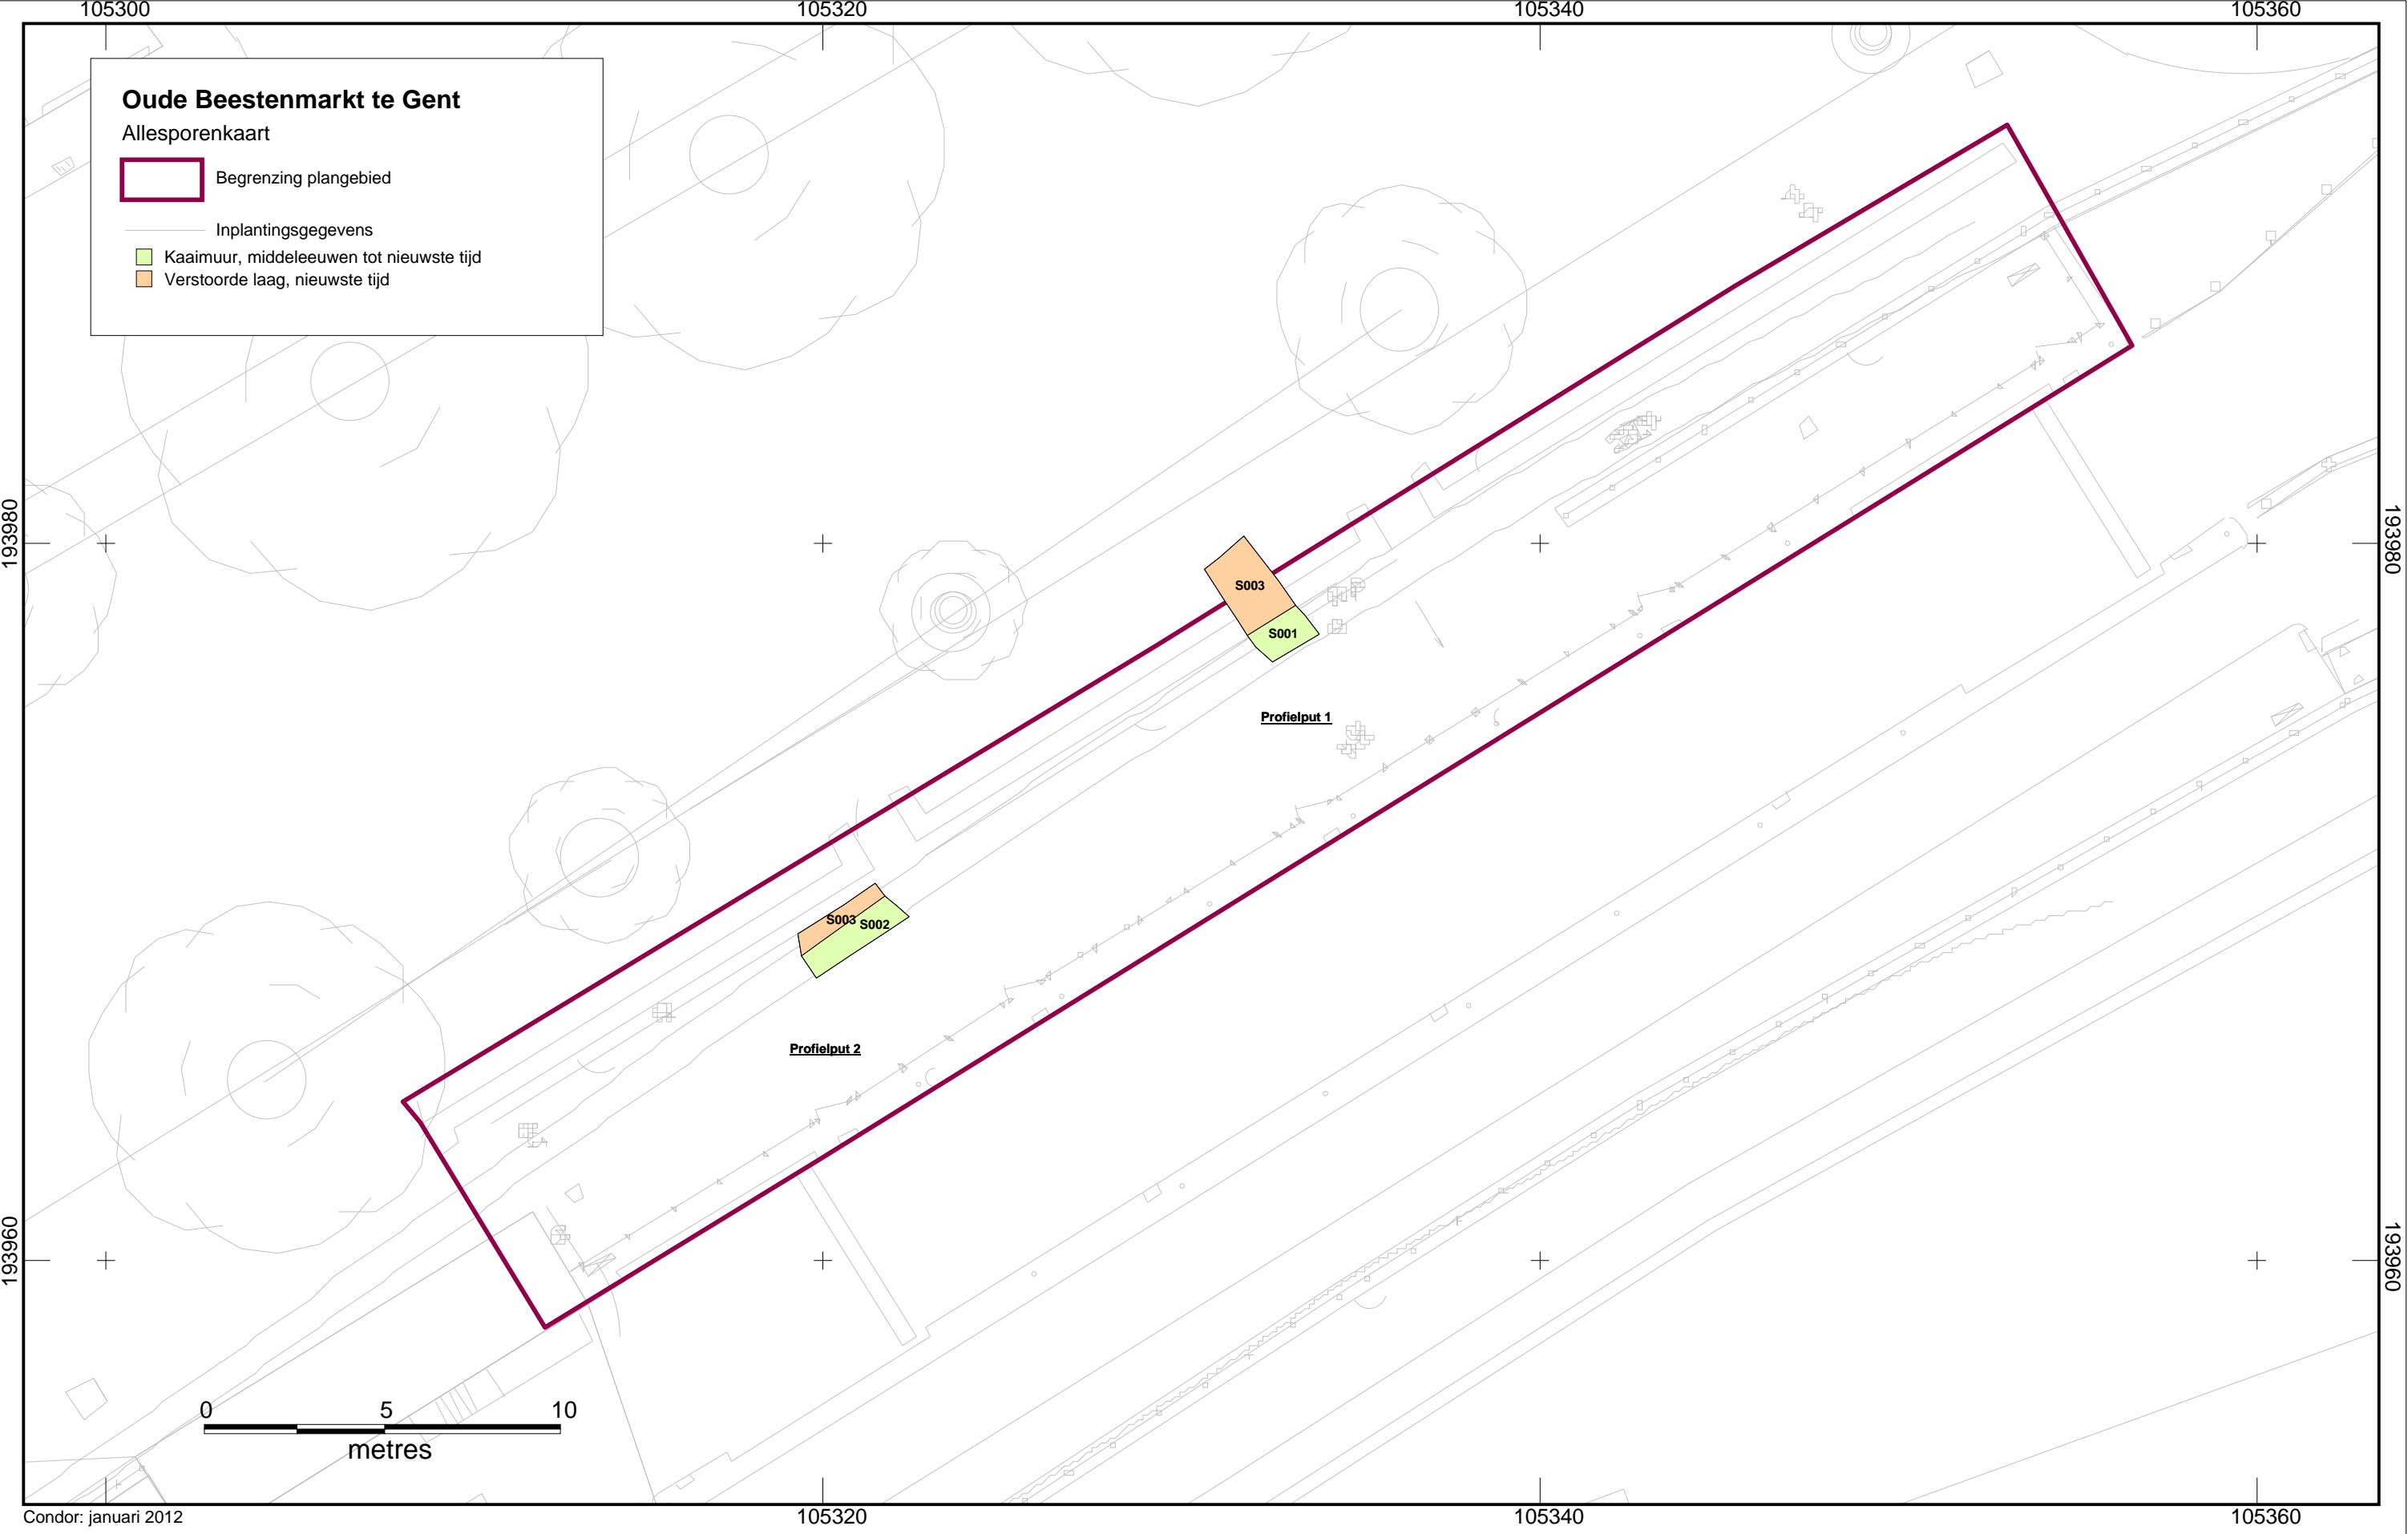 105300
105320
105340
105360
Oude Beestenmarkt te Gent
Allesporenkaart
Begrenzing plangebied
Inplantingsgegevens
Kaaimuur, middeleeuwen tot nieuwste tijd
Verstoorde laag, nieuwste tijd
193980
193980
S003
S001
Profielput 1
S003
S002
Profielput 2
193960
193960
0 5 10
metres
Condor: januari 2012
105320
105340
105360